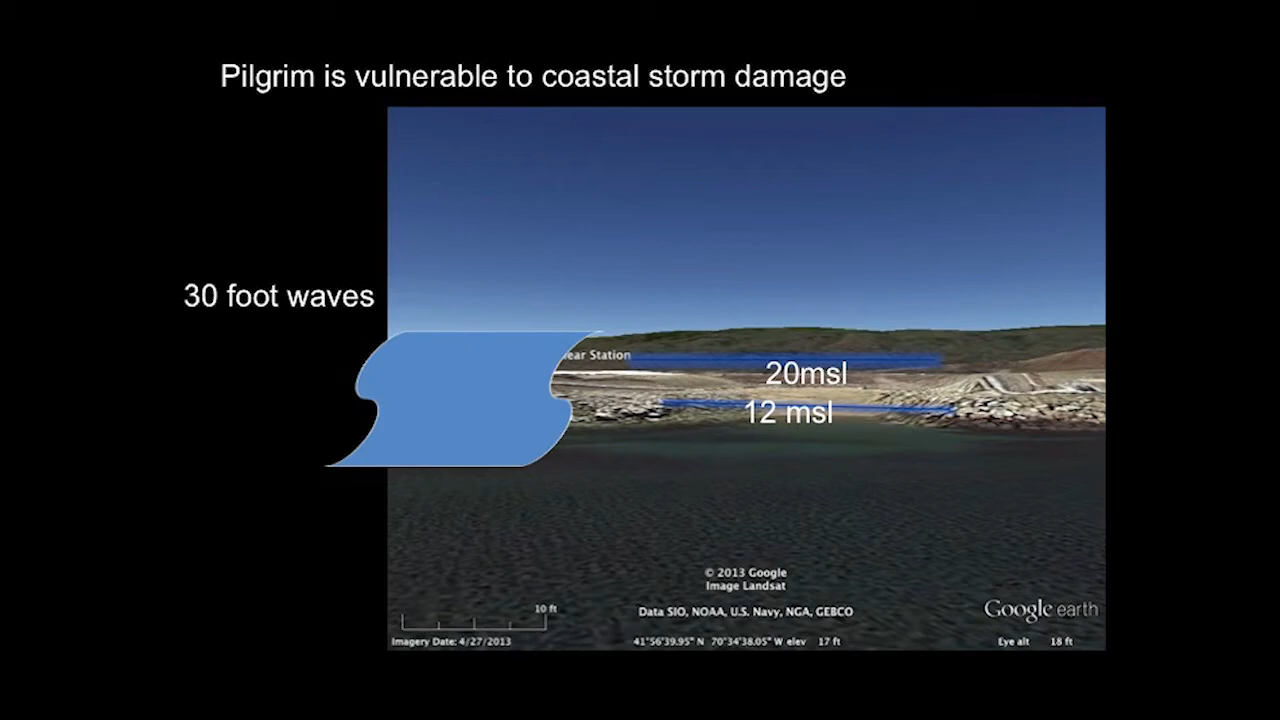 Pilgrim is vulnerable to coastal storm damage
30 foot waves
ear Station
20msl
12 msl
© 2013 Google
Image Landsat
10 ft
Data SIO, NOAA, U.S. Navy, NGA, GEBCO
Google earth
Imagery Date: 4/27/2013
41°56'39.95" N 70°34'38.05" W elev 17 ft
Eye alt 18 ft